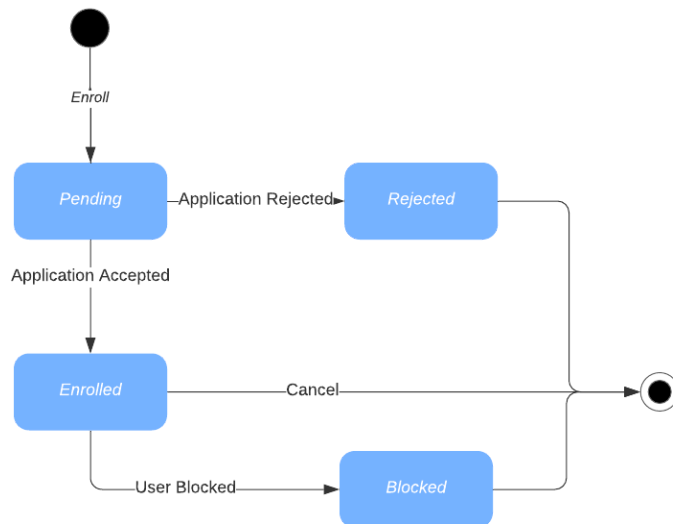 Enroll
Pending
Application Rejected
Rejected
Application Accepted
Enrolled
Cancel
User Blocked
Blocked